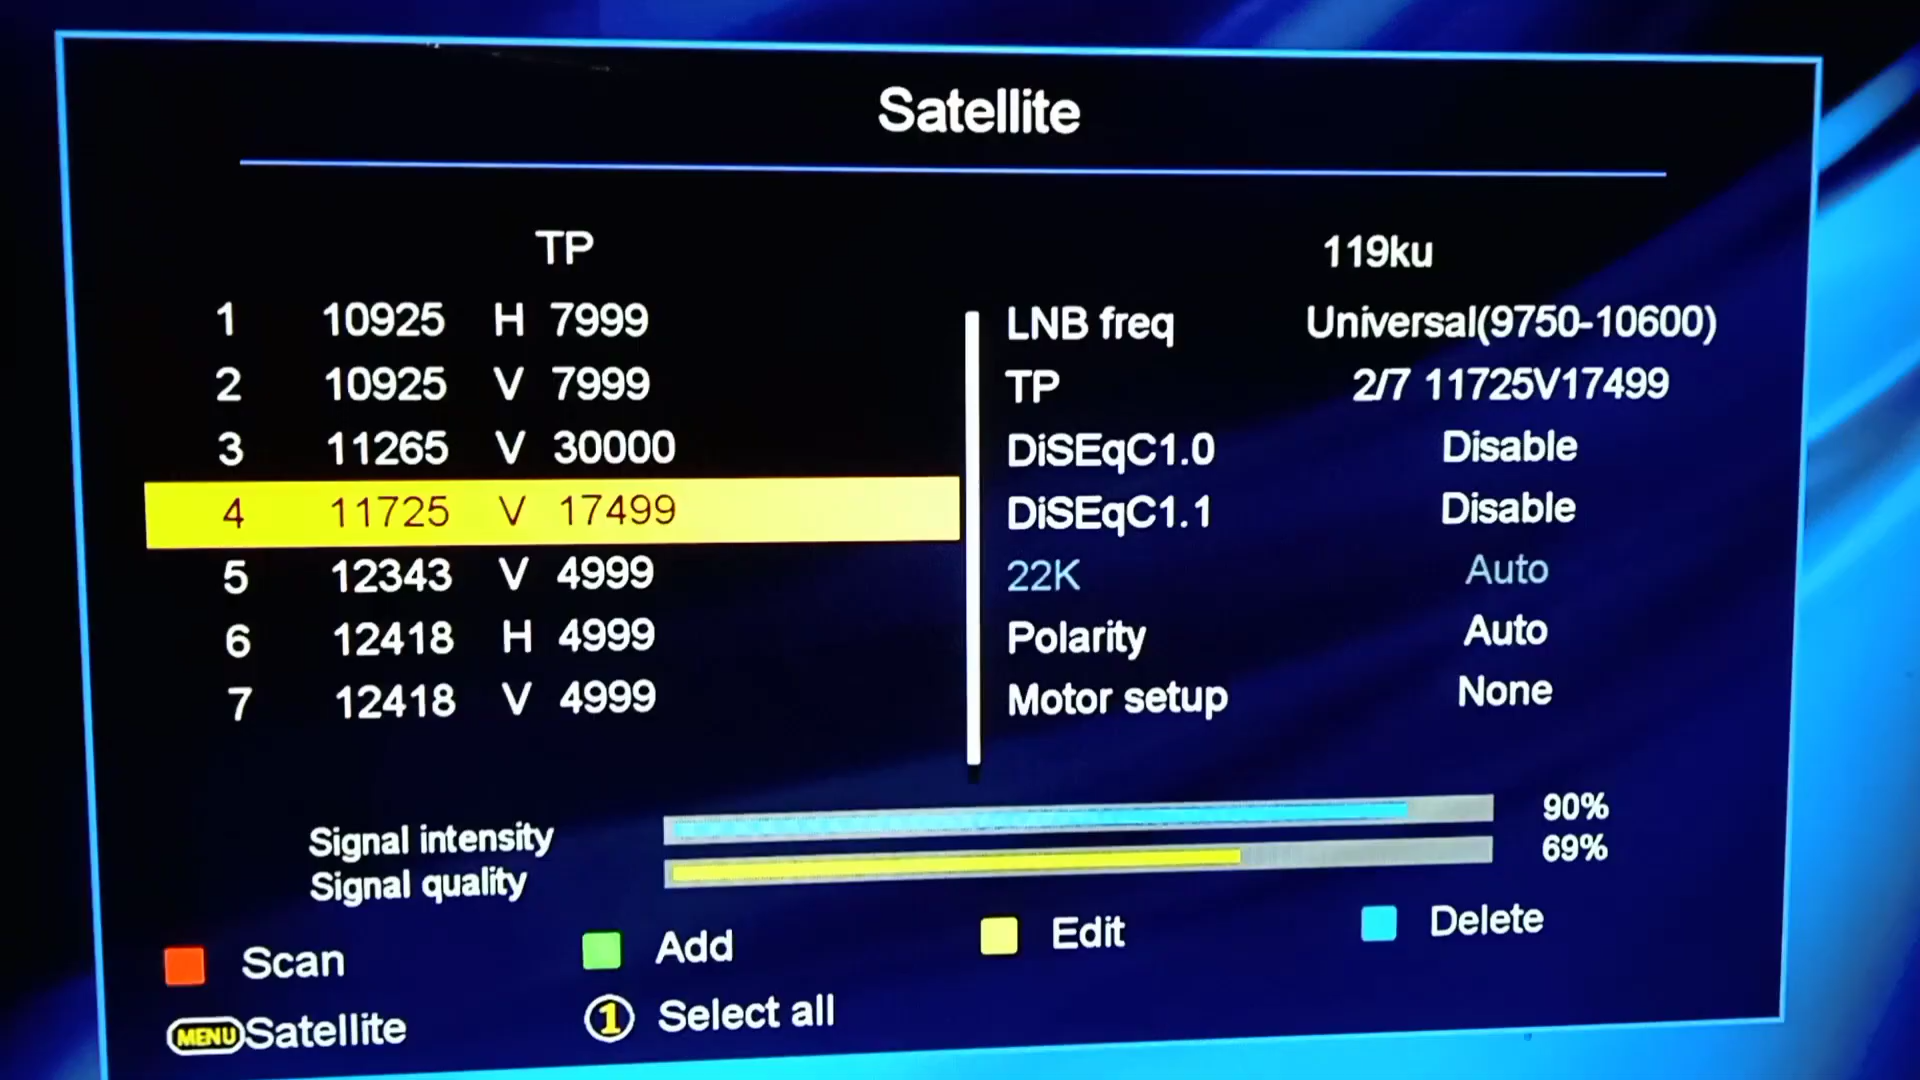 Satellite
TP
1 10925 H 7999
2 10925 V 7999
3 11265 V 30000
4 11725 V 17499
5 12343 V 4999
6 12418 H 4999
7 12418 V 4999
119ku
LNB freq Universal(9750-10600)
TP 2/7 11725V17499
DiSEqC1.0 Disable
DiSEqC1.1 Disable
22K Auto
Polarity Auto
Motor setup None
Signal intensity 90%
Signal quality 69%
Scan Add Edit Delete
MENU Satellite 1 Select all